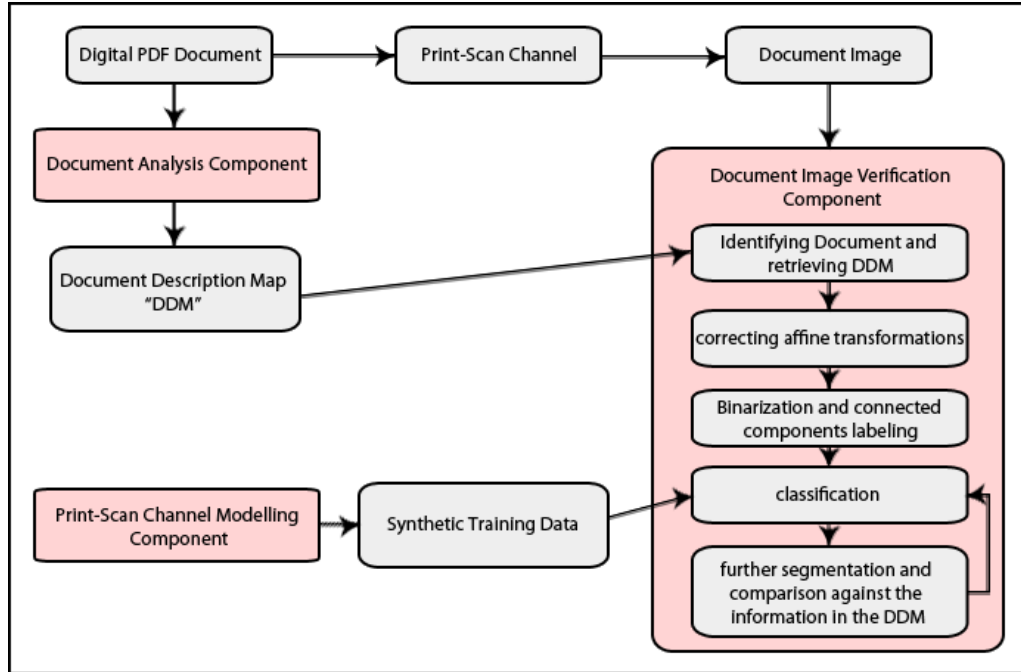 Digital PDF Document
Print-Scan Channel
Document Image
Document Analysis Component
Document Image Verification
Component
Identifying Document and
retrieving DDM
Document Description Map
“DDM”
correcting affine transformations
Binarization and connected
components labeling
classification
Print-Scan Channel Modelling
Component
Synthetic Training Data
further segmentation and
comparison against the
information in the DDM